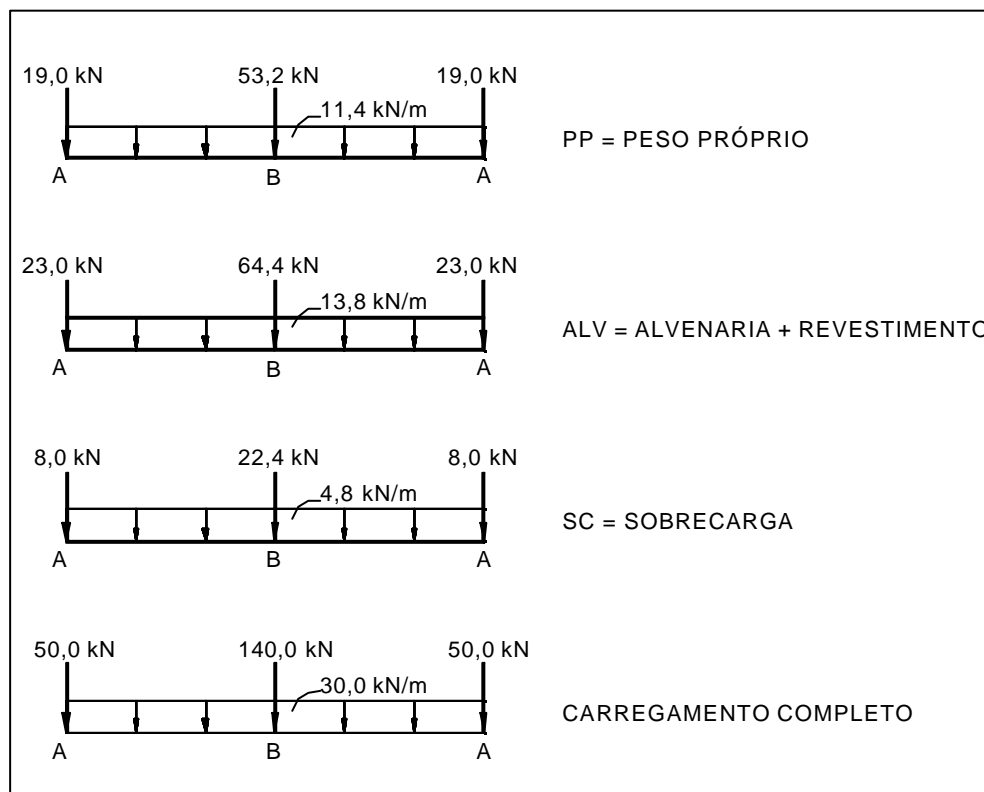 19,0 kN 53,2 kN 19,0 kN
11,4 kN/m
PP = PESO PRÓPRIO
A B A
23,0 kN 64,4 kN 23,0 kN
13,8 kN/m
ALV = ALVENARIA + REVESTIMENTO
A B A
8,0 kN 22,4 kN 8,0 kN
4,8 kN/m
SC = SOBRECARGA
A B A
50,0 kN 140,0 kN 50,0 kN
30,0 kN/m
CARREGAMENTO COMPLETO
A B A